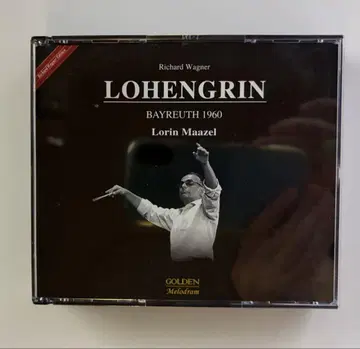 Richard Wagner
LOHENGRIN
BAYREUTH 1960
Lorin Maazel
GOLDEN
Melodram